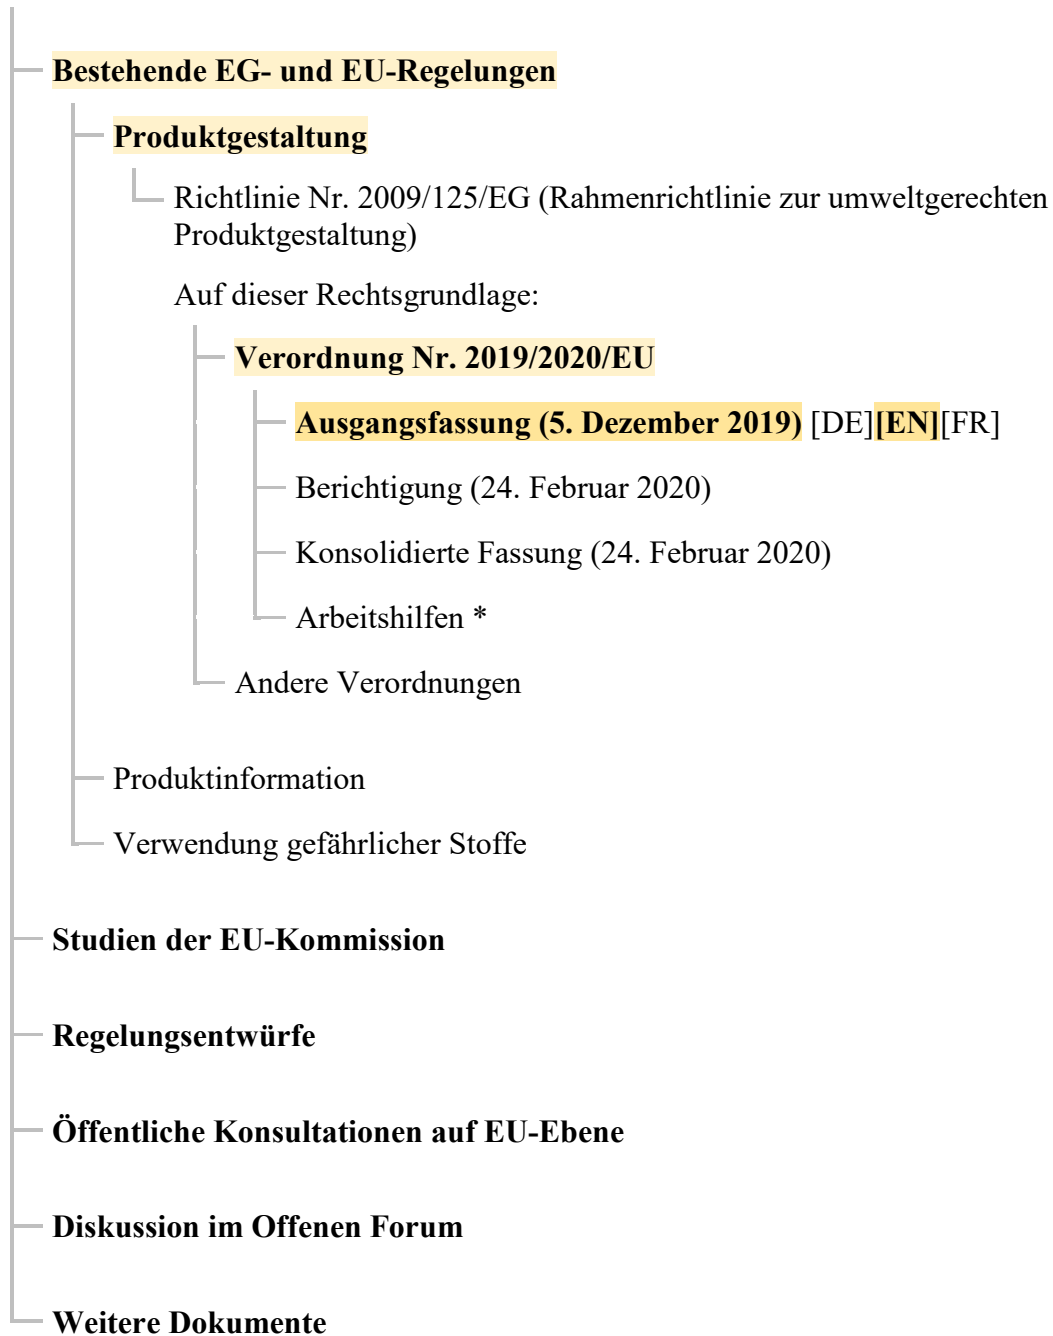 Bestehende EG- und EU-Regelungen
Produktgestaltung
Richtlinie Nr. 2009/125/EG (Rahmenrichtlinie zur umweltgerechten
Produktgestaltung)
Auf dieser Rechtsgrundlage:
Verordnung Nr. 2019/2020/EU
Ausgangsfassung (5. Dezember 2019) [DE][EN][FR]
Berichtigung (24. Februar 2020)
Konsolidierte Fassung (24. Februar 2020)
Arbeitshilfen *
Andere Verordnungen
Produktinformation
Verwendung gefährlicher Stoffe
Studien der EU-Kommission
Regelungsentwürfe
Öffentliche Konsultationen auf EU-Ebene
Diskussion im Offenen Forum
Weitere Dokumente